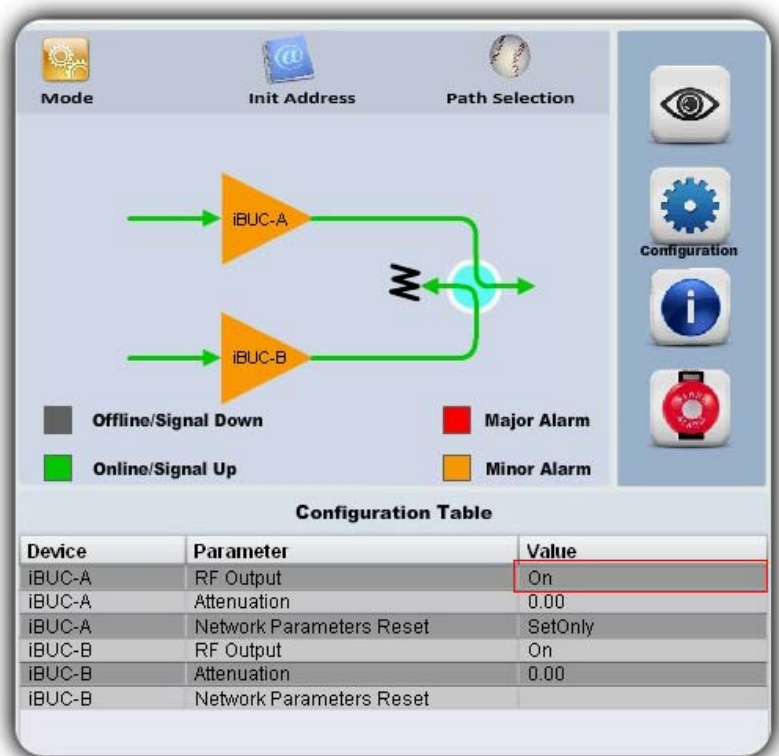 Mode Init Address Path Selection
Configuration
iBUC-A
iBUC-B
Offline/Signal Down Major Alarm
Online/Signal Up Minor Alarm
Configuration Table
Device Parameter Value
iBUC-A RF Output On
iBUC-A Attenuation 0.00
iBUC-A Network Parameters Reset SetOnly
iBUC-B RF Output On
iBUC-B Attenuation 0.00
iBUC-B Network Parameters Reset